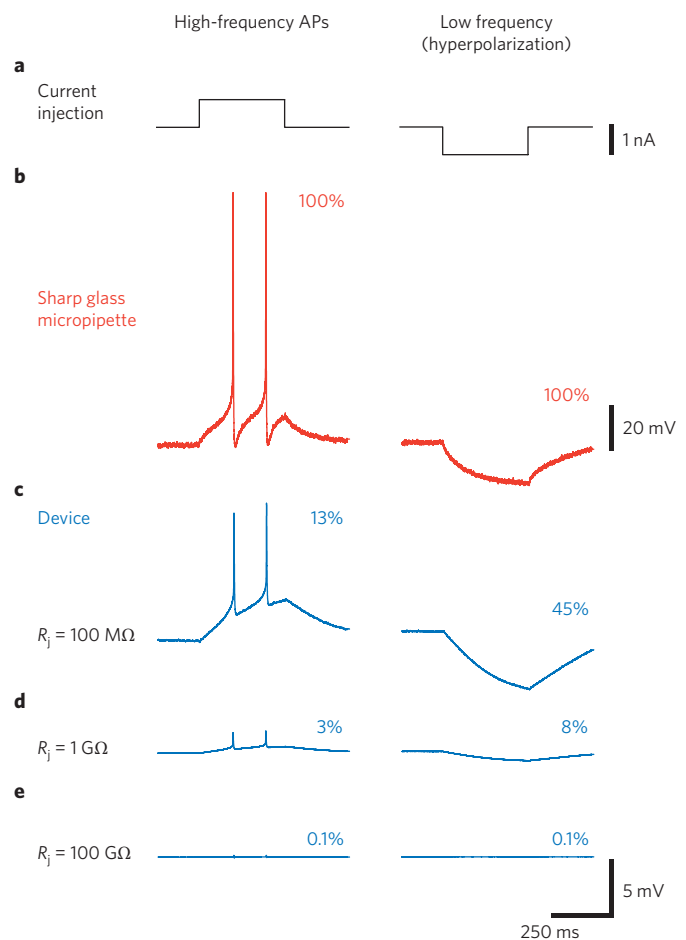 High-frequency APs
Low frequency
(hyperpolarization)
a
Current
injection
1 nA
b
100%
Sharp glass
micropipette
100%
20 mV
c
Device
13%
45%
Rj = 100 MΩ
d
3%
8%
Rj = 1 GΩ
e
0.1%
0.1%
Rj = 100 GΩ
5 mV
250 ms